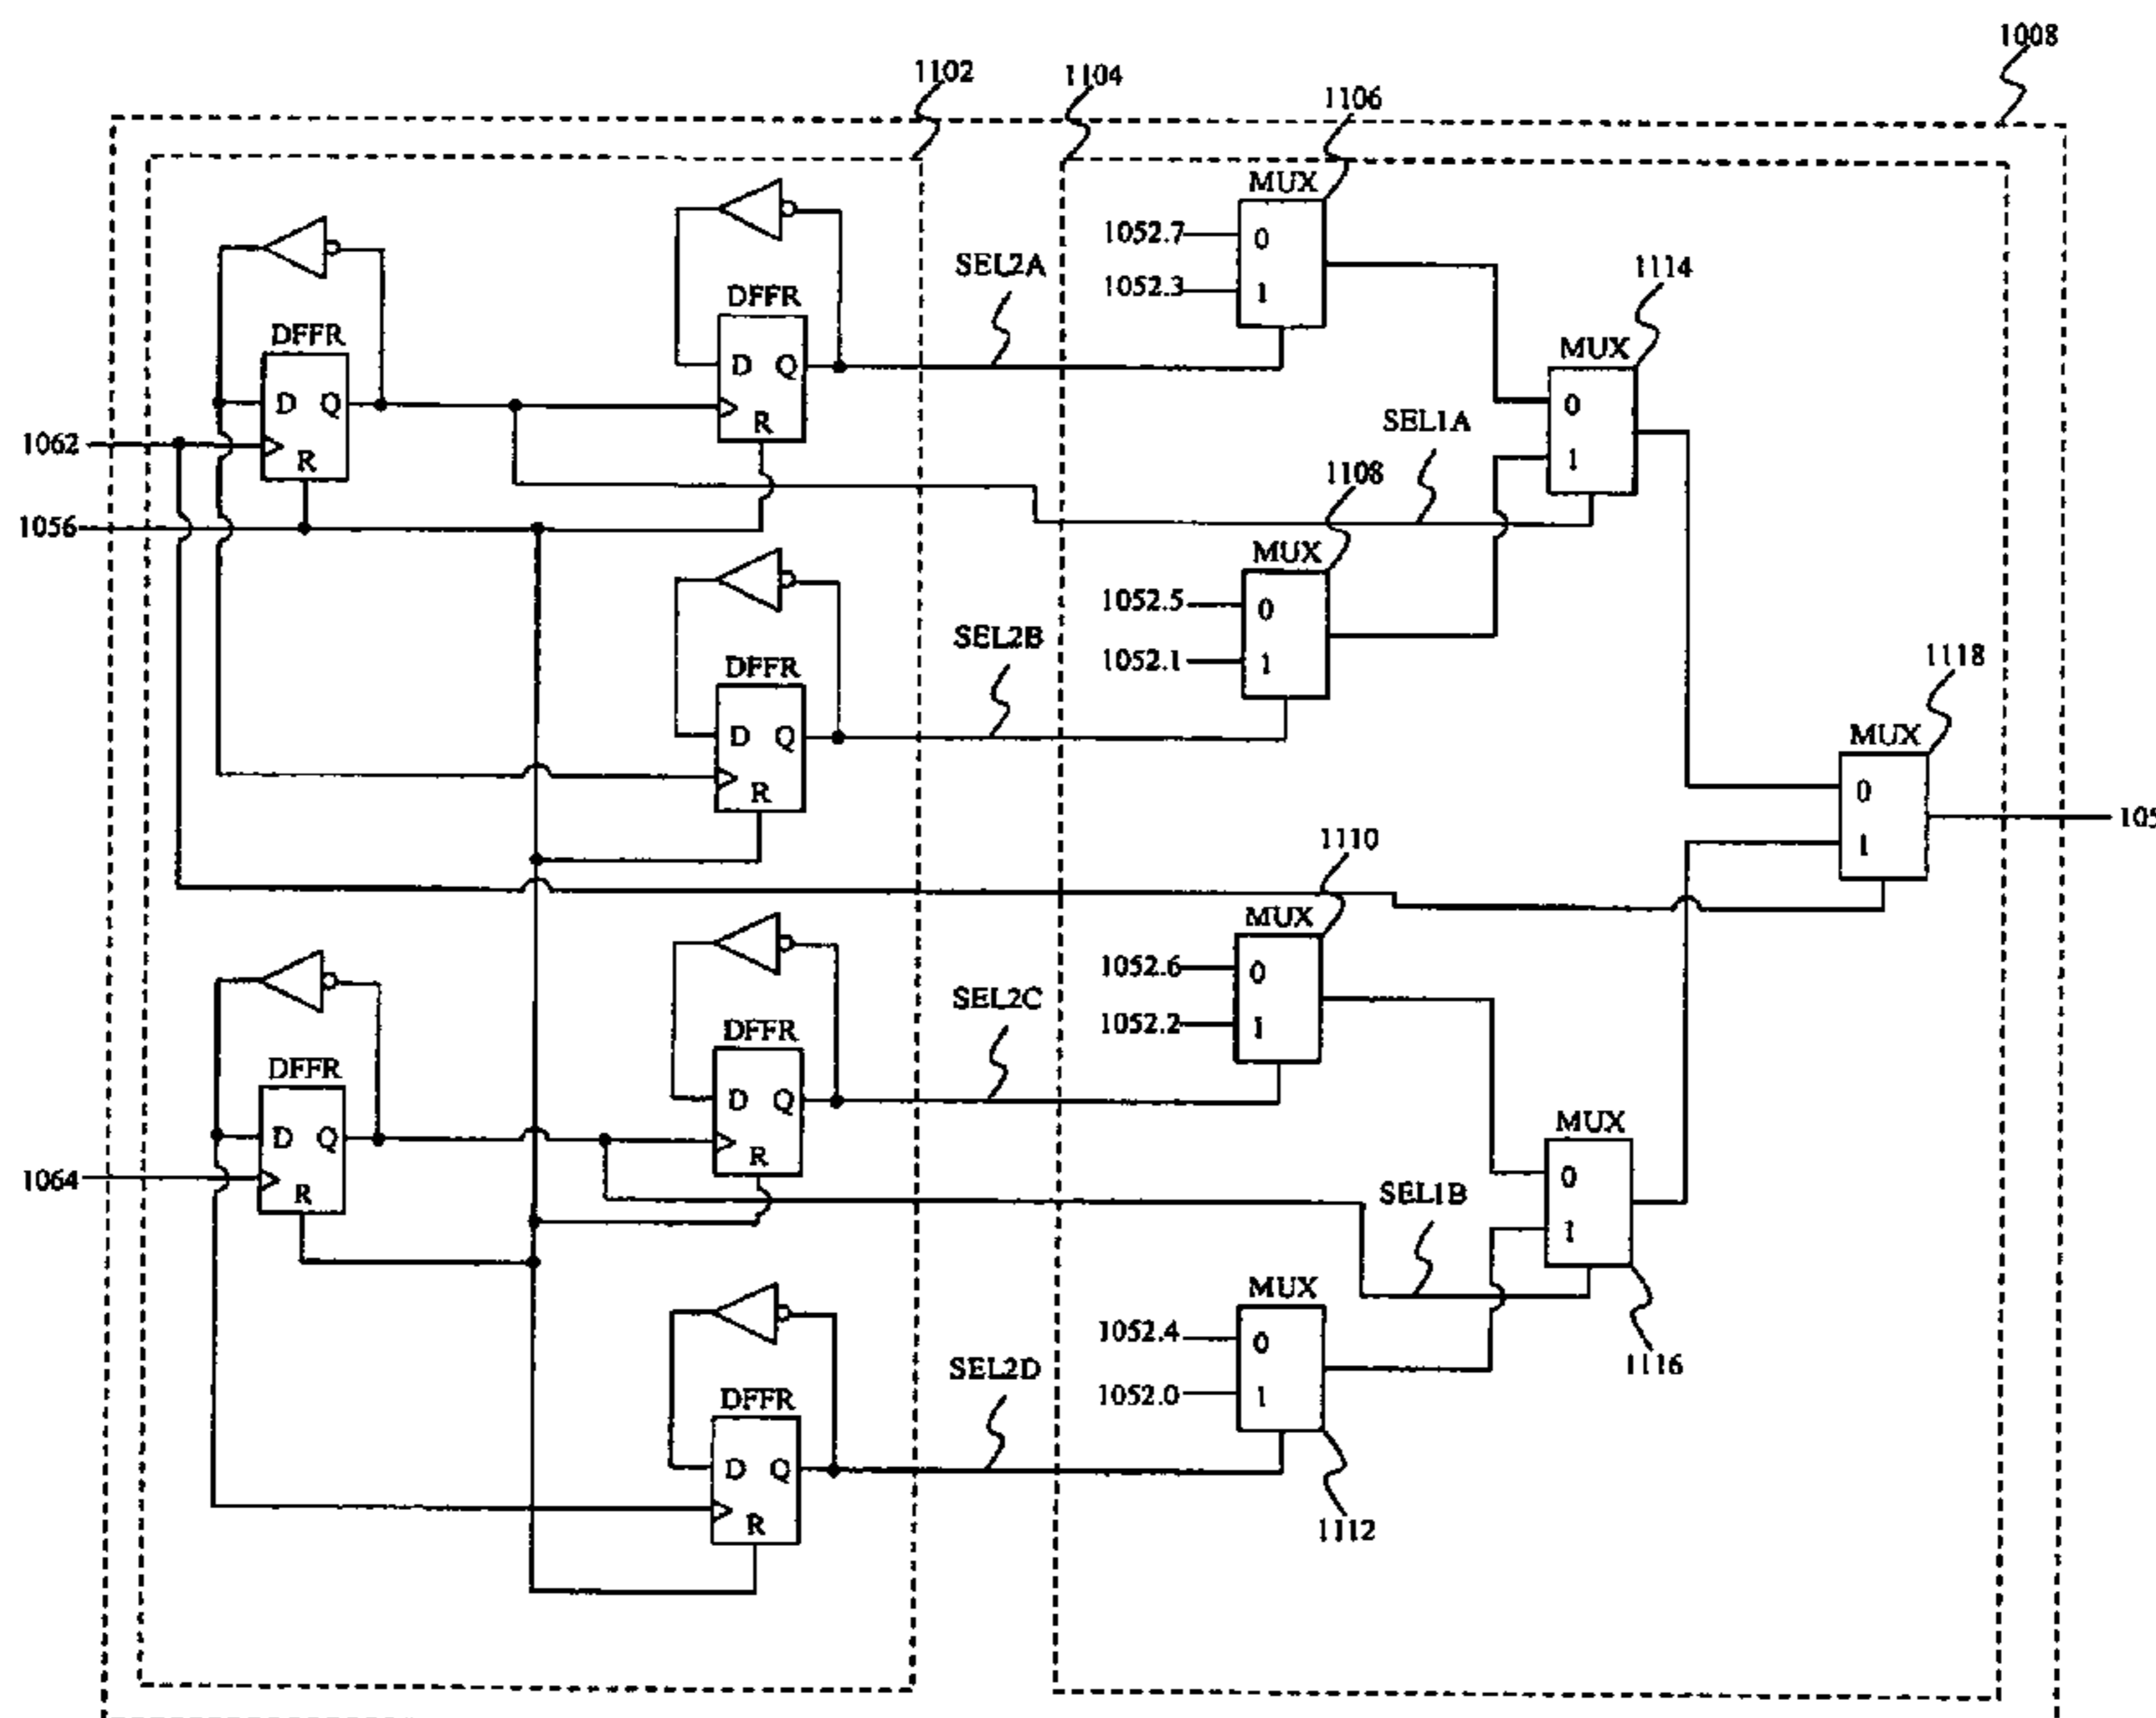 1008
1102
1104
1106
MUX
1052.7
0
1052.3
1
SEL2A
DFFR
D Q
R
1114
MUX
0
1
SEL1A
DFFR
D Q
R
1062
1056
1108
MUX
1052.5
0
1052.1
1
SEL2B
DFFR
D Q
R
1118
MUX
0
1
105
1110
MUX
1052.6
0
1052.2
1
SEL2C
DFFR
D Q
R
DFFR
D Q
R
1064
MUX
0
1
SEL1B
1116
MUX
1052.4
0
1052.0
1
SEL2D
DFFR
D Q
R
1112